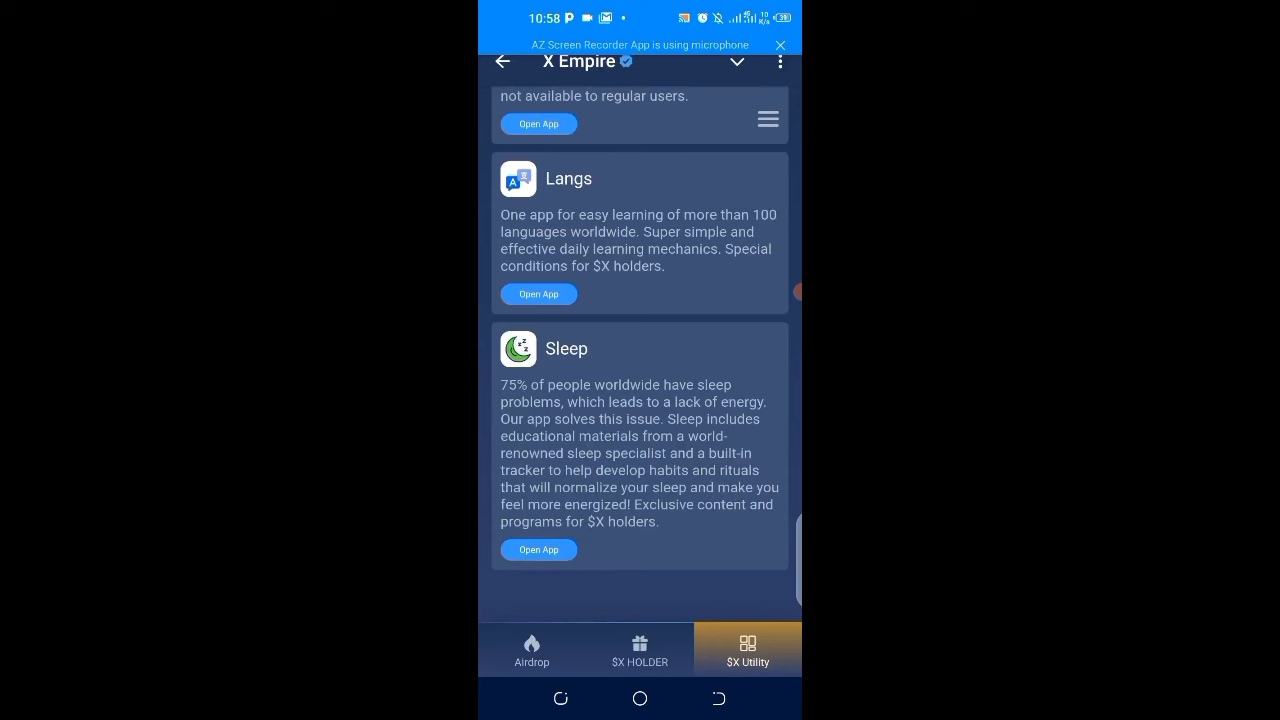 10:58
4G
10
K/s
39
AZ Screen Recorder App is using microphone
X Empire
not available to regular users.
Open App
Langs
One app for easy learning of more than 100
languages worldwide. Super simple and
effective daily learning mechanics. Special
conditions for $X holders.
Open App
Sleep
75% of people worldwide have sleep
problems, which leads to a lack of energy.
Our app solves this issue. Sleep includes
educational materials from a world-
renowned sleep specialist and a built-in
tracker to help develop habits and rituals
that will normalize your sleep and make you
feel more energized! Exclusive content and
programs for $X holders.
Open App
Airdrop
$X HOLDER
$X Utility